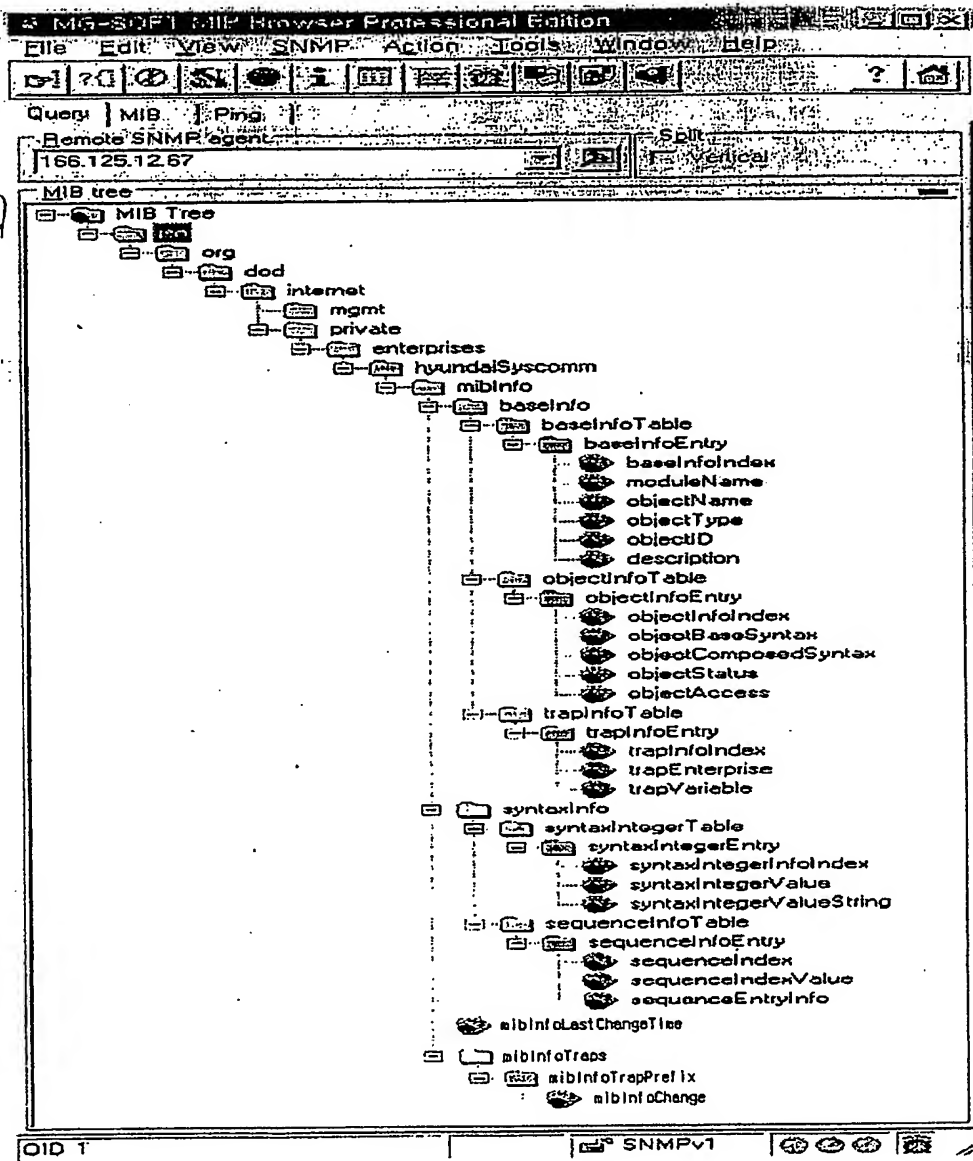 MG-SOFT MIB Browser Professional Edition
File Edit View SNMP Action Tools Window Help
Query MIB Ping
Remote SNMP agent Split
166.125.12.67 Vertical
MIB tree
MIB Tree
iso
org
dod
internet
mgmt
private
enterprises
hyundaiSyscomm
mibInfo
baseInfo
baseInfoTable
baseInfoEntry
baseInfoIndex
moduleName
objectName
objectType
objectID
description
objectInfoTable
objectInfoEntry
objectInfoIndex
objectBaseSyntax
objectComposedSyntax
objectStatus
objectAccess
trapInfoTable
trapInfoEntry
trapInfoIndex
trapEnterprise
trapVariable
syntaxInfo
syntaxIntegerTable
syntaxIntegerEntry
syntaxIntegerInfoIndex
syntaxIntegerValue
syntaxIntegerValueString
sequenceInfoTable
sequenceInfoEntry
sequenceIndex
sequenceIndexValue
sequenceEntryInfo
mibInfoLastChangeTime
mibInfoTraps
mibInfoTrapPrefix
mibInfoChange
OID 1 SNMPv1